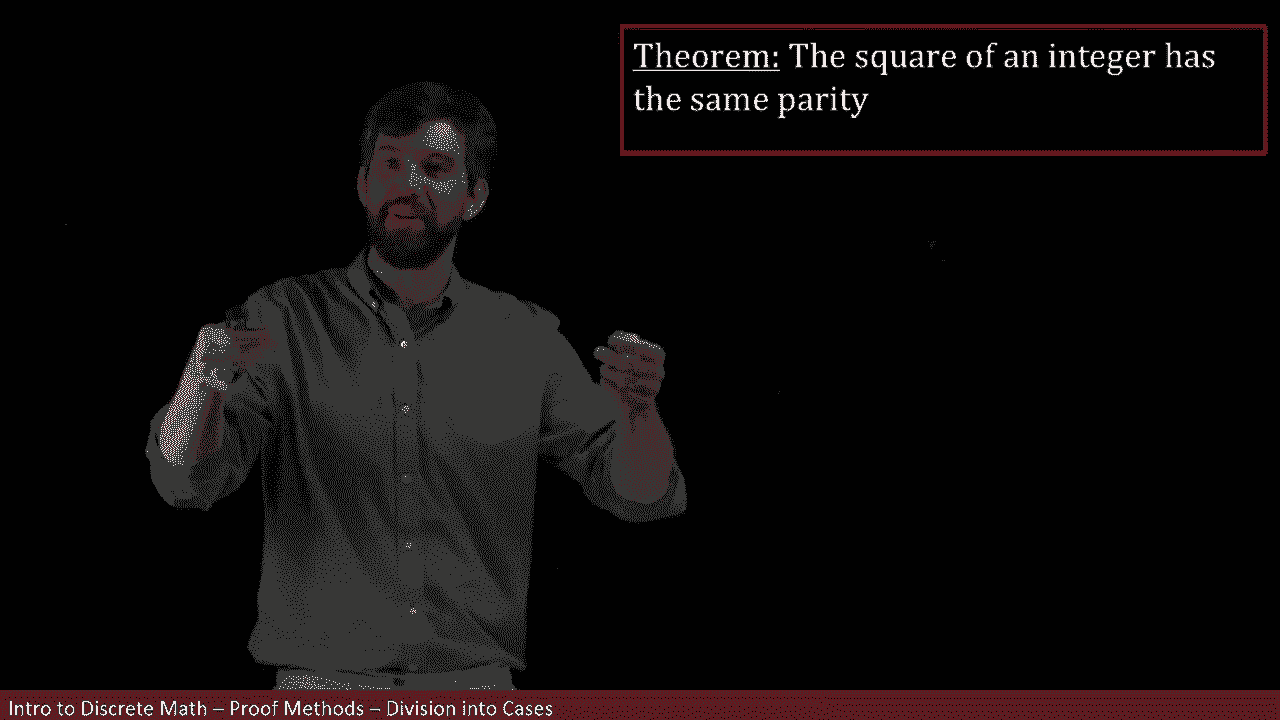 Theorem: The square of an integer has
the same parity
Intro to Discrete Math – Proof Methods – Division into Cases